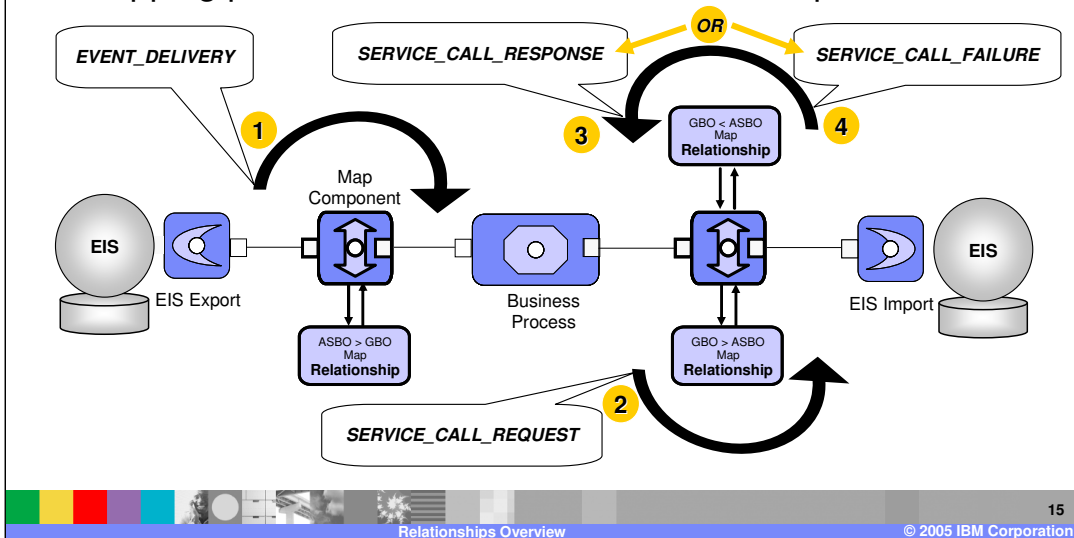 EVENT_DELIVERY
SERVICE_CALL_RESPONSE
OR
SERVICE_CALL_FAILURE
1
3
4
GBO < ASBO
Map
Relationship
Map
Component
EIS
EIS Export
Business
Process
EIS Import
EIS
ASBO > GBO
Map
Relationship
GBO > ASBO
Map
Relationship
2
SERVICE_CALL_REQUEST
15
Relationships Overview
© 2005 IBM Corporation